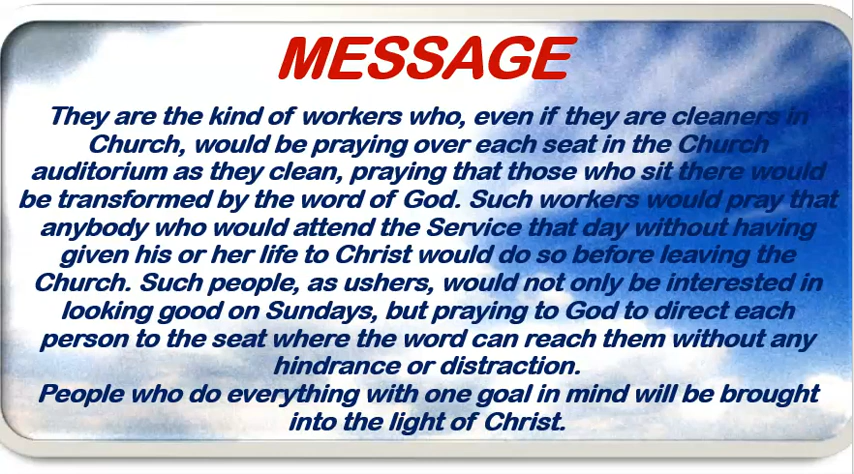 MESSAGE
They are the kind of workers who, even if they are cleaners in
Church, would be praying over each seat in the Church
auditorium as they clean, praying that those who sit there would
be transformed by the word of God. Such workers would pray that
anybody who would attend the Service that day without having
given his or her life to Christ would do so before leaving the
Church. Such people, as ushers, would not only be interested in
looking good on Sundays, but praying to God to direct each
person to the seat where the word can reach them without any
hindrance or distraction.
People who do everything with one goal in mind will be brought
into the light of Christ.